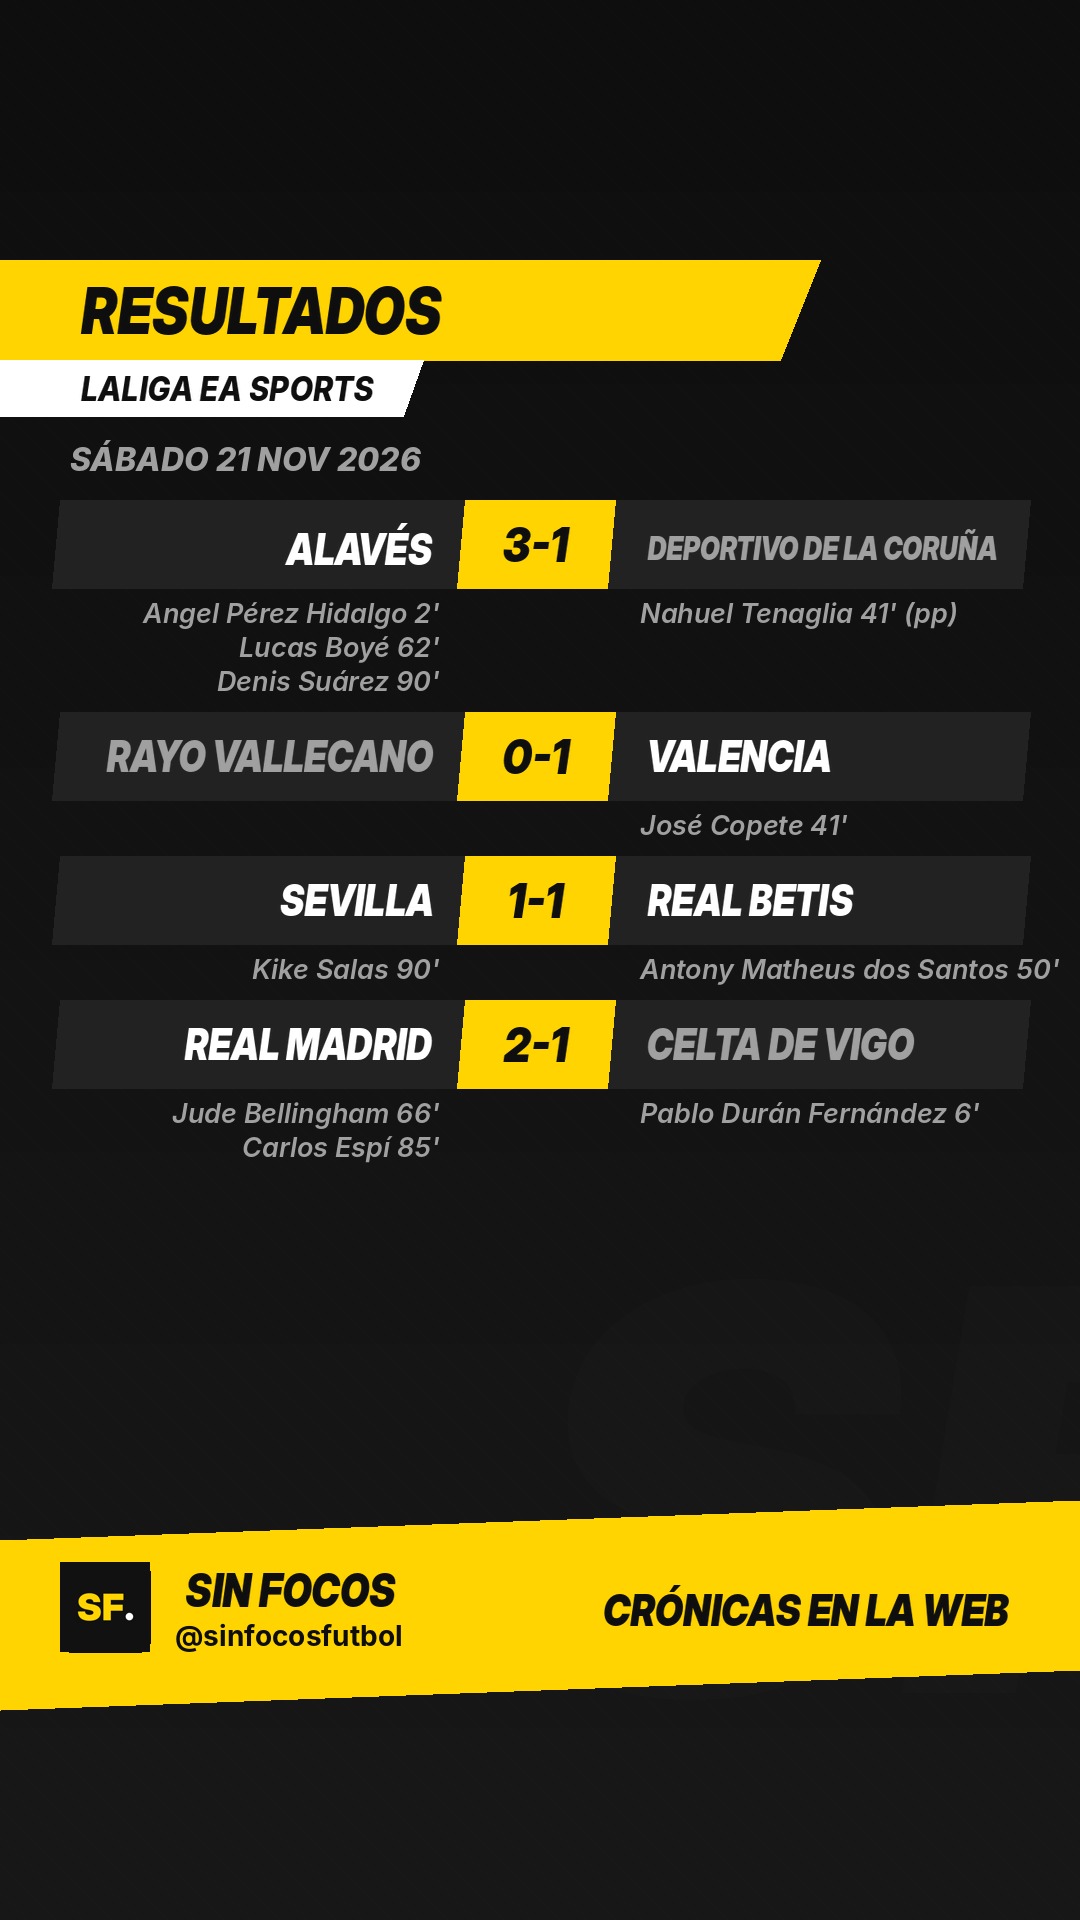 RESULTADOS
LALIGA EA SPORTS
SÁBADO 21 NOV 2026
ALAVÉS 3-1 DEPORTIVO DE LA CORUÑA
Angel Pérez Hidalgo 2' Nahuel Tenaglia 41' (pp)
Lucas Boyé 62'
Denis Suárez 90'
RAYO VALLECANO 0-1 VALENCIA
José Copete 41'
SEVILLA 1-1 REAL BETIS
Kike Salas 90' Antony Matheus dos Santos 50'
REAL MADRID 2-1 CELTA DE VIGO
Jude Bellingham 66' Pablo Durán Fernández 6'
Carlos Espí 85'
SF
SF.
SIN FOCOS
@sinfocosfutbol
CRÓNICAS EN LA WEB